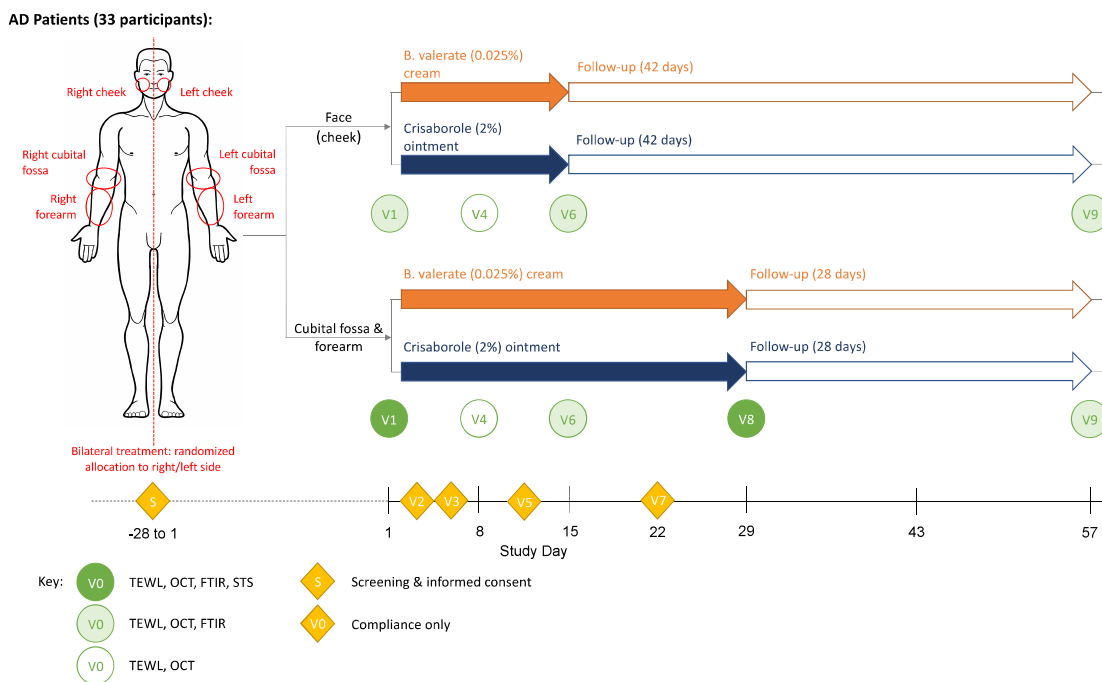 AD Patients (33 participants):
Right cheek
Left cheek
Right cubital
fossa
Left cubital
fossa
Right
forearm
Left
forearm
Bilateral treatment: randomized
allocation to right/left side
Face
(cheek)
B. valerate (0.025%)
cream
Follow-up (42 days)
Crisaborole (2%)
ointment
Follow-up (42 days)
V1
V4
V6
V9
Cubital fossa &
forearm
B. valerate (0.025%) cream
Follow-up (28 days)
Crisaborole (2%) ointment
Follow-up (28 days)
V1
V4
V6
V8
V9
S
V2
V3
V5
V7
-28 to 1
1
8
15
22
29
43
57
Study Day
Key:
V0
TEWL, OCT, FTIR, STS
S
Screening & informed consent
V0
TEWL, OCT, FTIR
V0
Compliance only
V0
TEWL, OCT